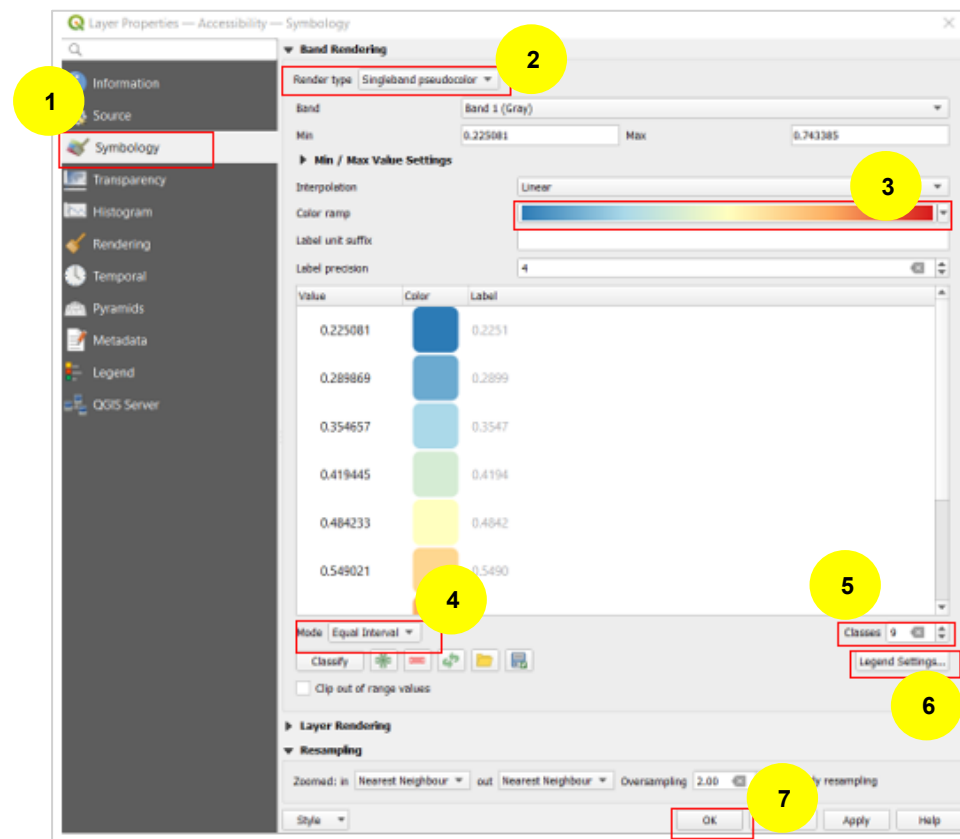 Layer Properties — Accessibility — Symbology
1
Information
Source
Symbology
Transparency
Histogram
Rendering
Temporal
Pyramids
Metadata
Legend
QGIS Server
Band Rendering
2
Render type Singleband pseudocolor
Band Band 1 (Gray)
Min 0.225081 Max 0.743385
Min / Max Value Settings
3
Interpolation Linear
Color ramp
Label unit suffix
Label precision 4
Value Color Label
0.225081 0.2251
0.289869 0.2899
0.354657 0.3547
0.419445 0.4194
0.484233 0.4842
0.549021 0.5490
4
5
Mode Equal Interval Classes 9
Classify Legend Settings...
6
Clip out of range values
Layer Rendering
Resampling
Zoomed: in Nearest Neighbour out Nearest Neighbour Oversampling 2.00 resampling
7
Style OK Apply Help